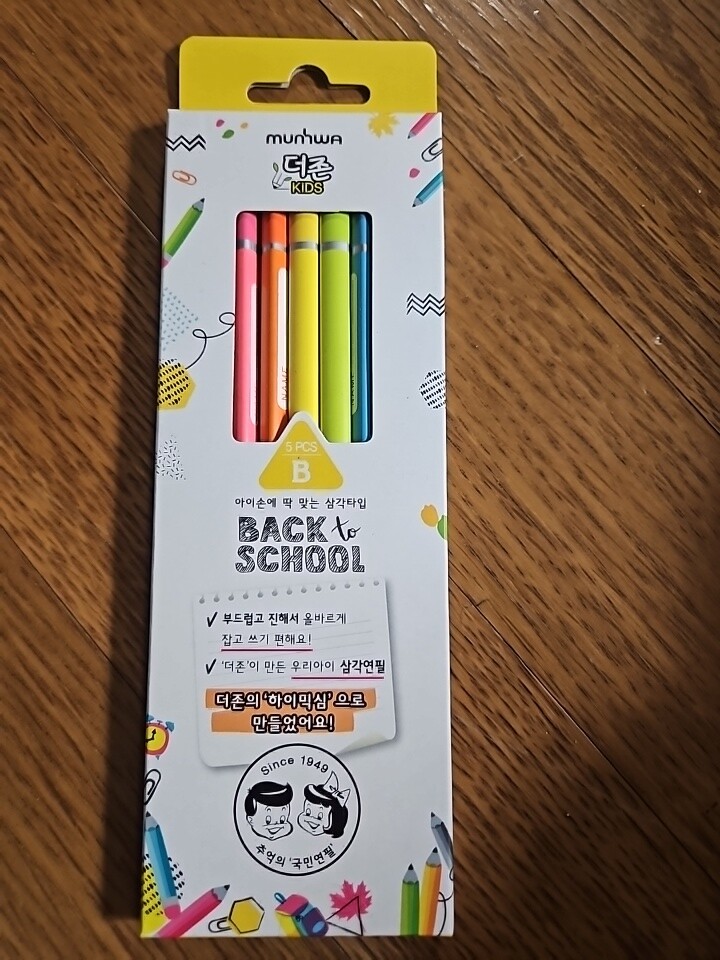 munhwa
더존
KIDS
NAME
5 PCS
B
아이손에 딱 맞는 삼각타입
BACK to
SCHOOL
✓ 부드럽고 진해서 올바르게
잡고 쓰기 편해요!
✓ '더존'이 만든 우리아이 삼각연필
더존의 '하이믹심'으로
만들었어요!
Since 1949
추억의 '국민연필'